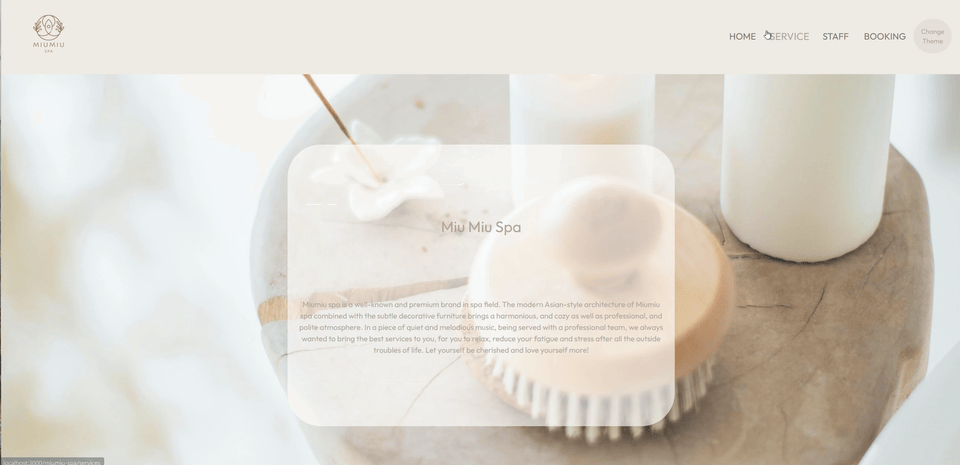 MIUMIU
SPA
HOME
SERVICE
STAFF
BOOKING
Change
Theme
Miu Miu Spa
Miumiu spa is a well-known and premium brand in spa field. The modern Asian-style architecture of Miumiu
spa combined with the subtle decorative furniture brings a harmonious, and cozy as well as professional, and
polite atmosphere. In a piece of quiet and melodious music, being served with a professional team, we always
wanted to bring the best services to you, for you to relax, reduce your fatigue and stress after all the outside
troubles of life. Let yourself be cherished and love yourself more!
localhost:3000/miumiu-spa/services